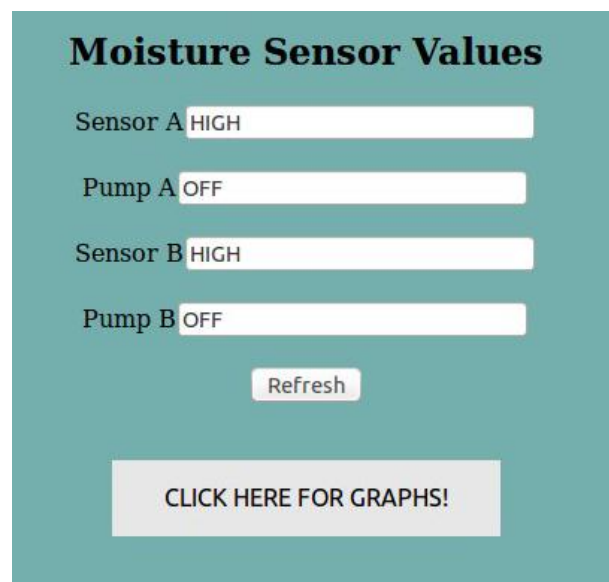 Moisture Sensor Values
Sensor A HIGH
Pump A OFF
Sensor B HIGH
Pump B OFF
Refresh
CLICK HERE FOR GRAPHS!